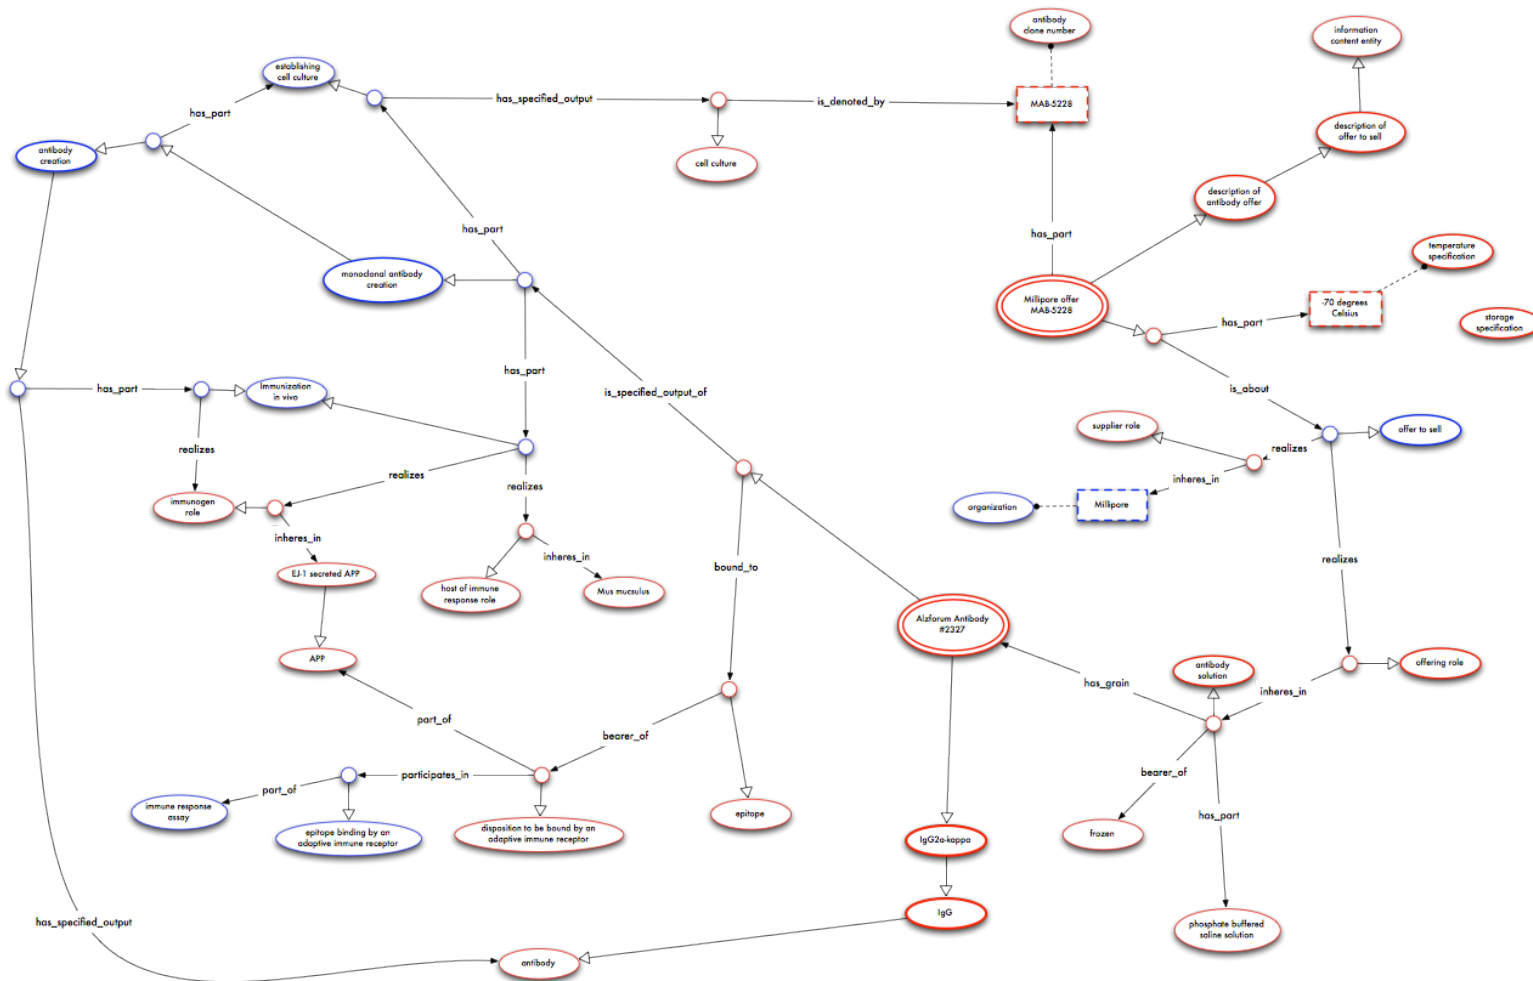 antibody
clone number
information
content entity
establishing
cell culture
has_specified_output
is_denoted_by
MAB-5228
has_part
description of
offer to sell
antibody
creation
cell culture
description of
antibody offer
has_part
has_part
temperature
specification
monoclonal antibody
creation
Millipore offer
MAB-5228
-70 degrees
Celsius
has_part
storage
specification
has_part
is_about
has_part
immunization
in vivo
is_specified_output_of
supplier role
offer to sell
realizes
realizes
realizes
realizes
inheres_in
immunogen
role
organization
Millipore
inheres_in
inheres_in
realizes
bound_to
EJ-1 secreted APP
host of immune
response role
Mus mucsulus
Alzforum Antibody
#2327
APP
antibody
solution
offering role
has_grain
inheres_in
part_of
bearer_of
participates_in
bearer_of
part_of
immune response
assay
epitope
has_part
epitope binding by an
adaptive immune receptor
disposition to be bound by an
adaptive immune receptor
frozen
IgG2a-kappa
has_specified_output
IgG
phosphate buffered
saline solution
antibody